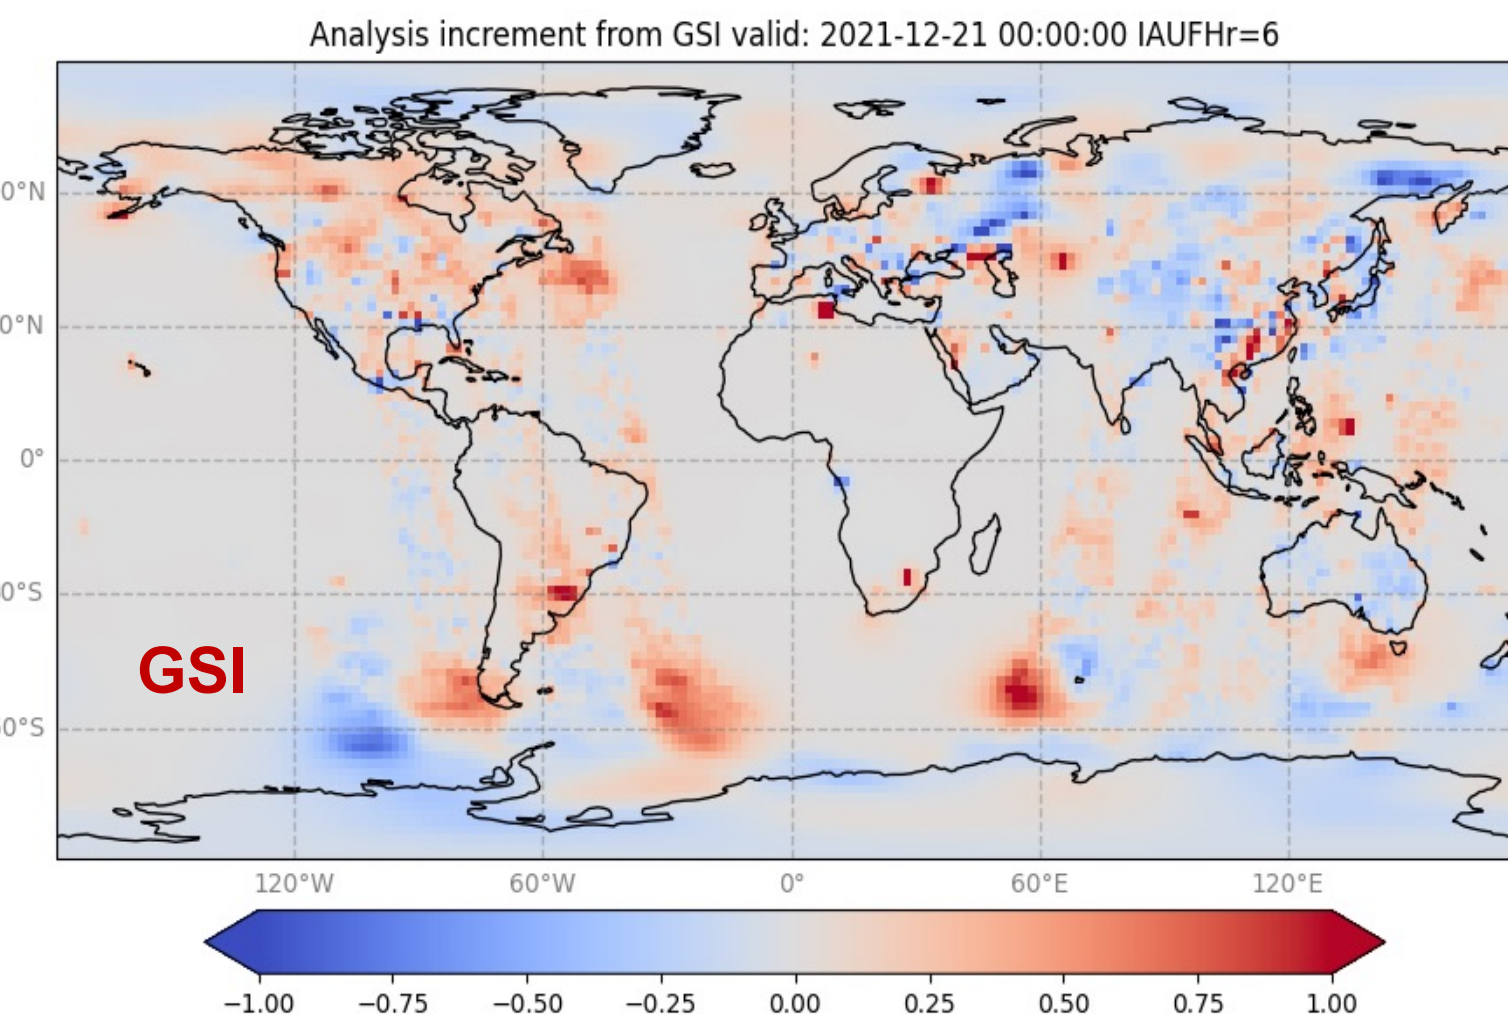 Analysis increment from GSI valid: 2021-12-21 00:00:00 IAUFHr=6
0°N
0°N
0°
0°S
GSI
0°S
120°W 60°W 0° 60°E 120°E
−1.00 −0.75 −0.50 −0.25 0.00 0.25 0.50 0.75 1.00